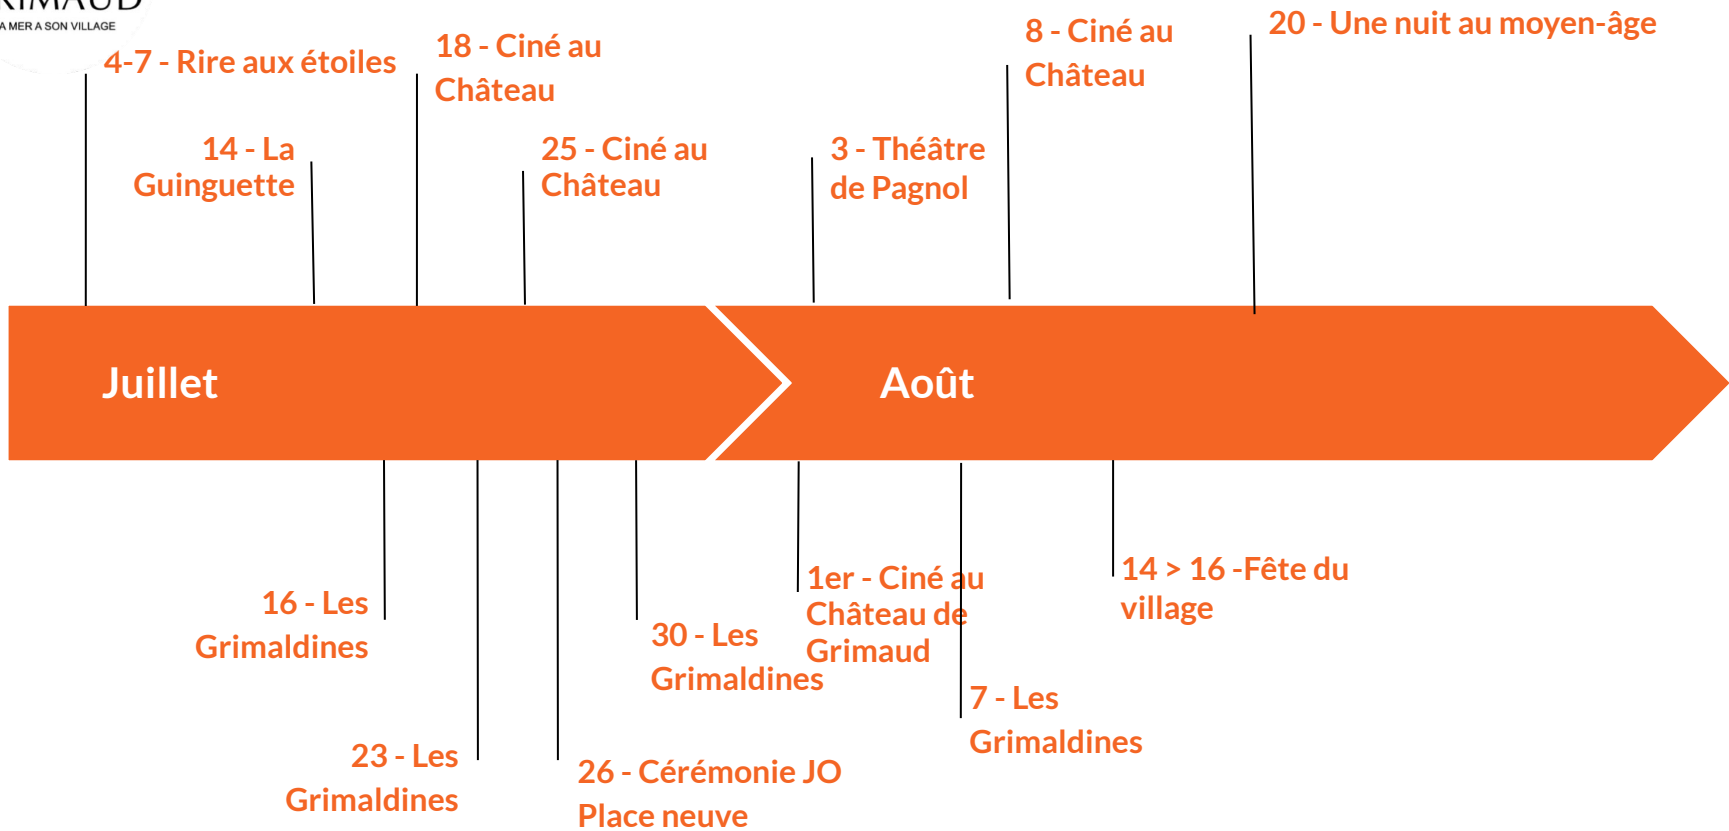 A MER A SON VILLAGE
4-7 - Rire aux étoiles
18 - Ciné au
Château
8 - Ciné au
Château
20 - Une nuit au moyen-âge
14 - La
Guinguette
25 - Ciné au
Château
3 - Théâtre
de Pagnol
Juillet
Août
16 - Les
Grimaldines
23 - Les
Grimaldines
26 - Cérémonie JO
Place neuve
30 - Les
Grimaldines
1er - Ciné au
Château de
Grimaud
7 - Les
Grimaldines
14 > 16 -Fête du
village